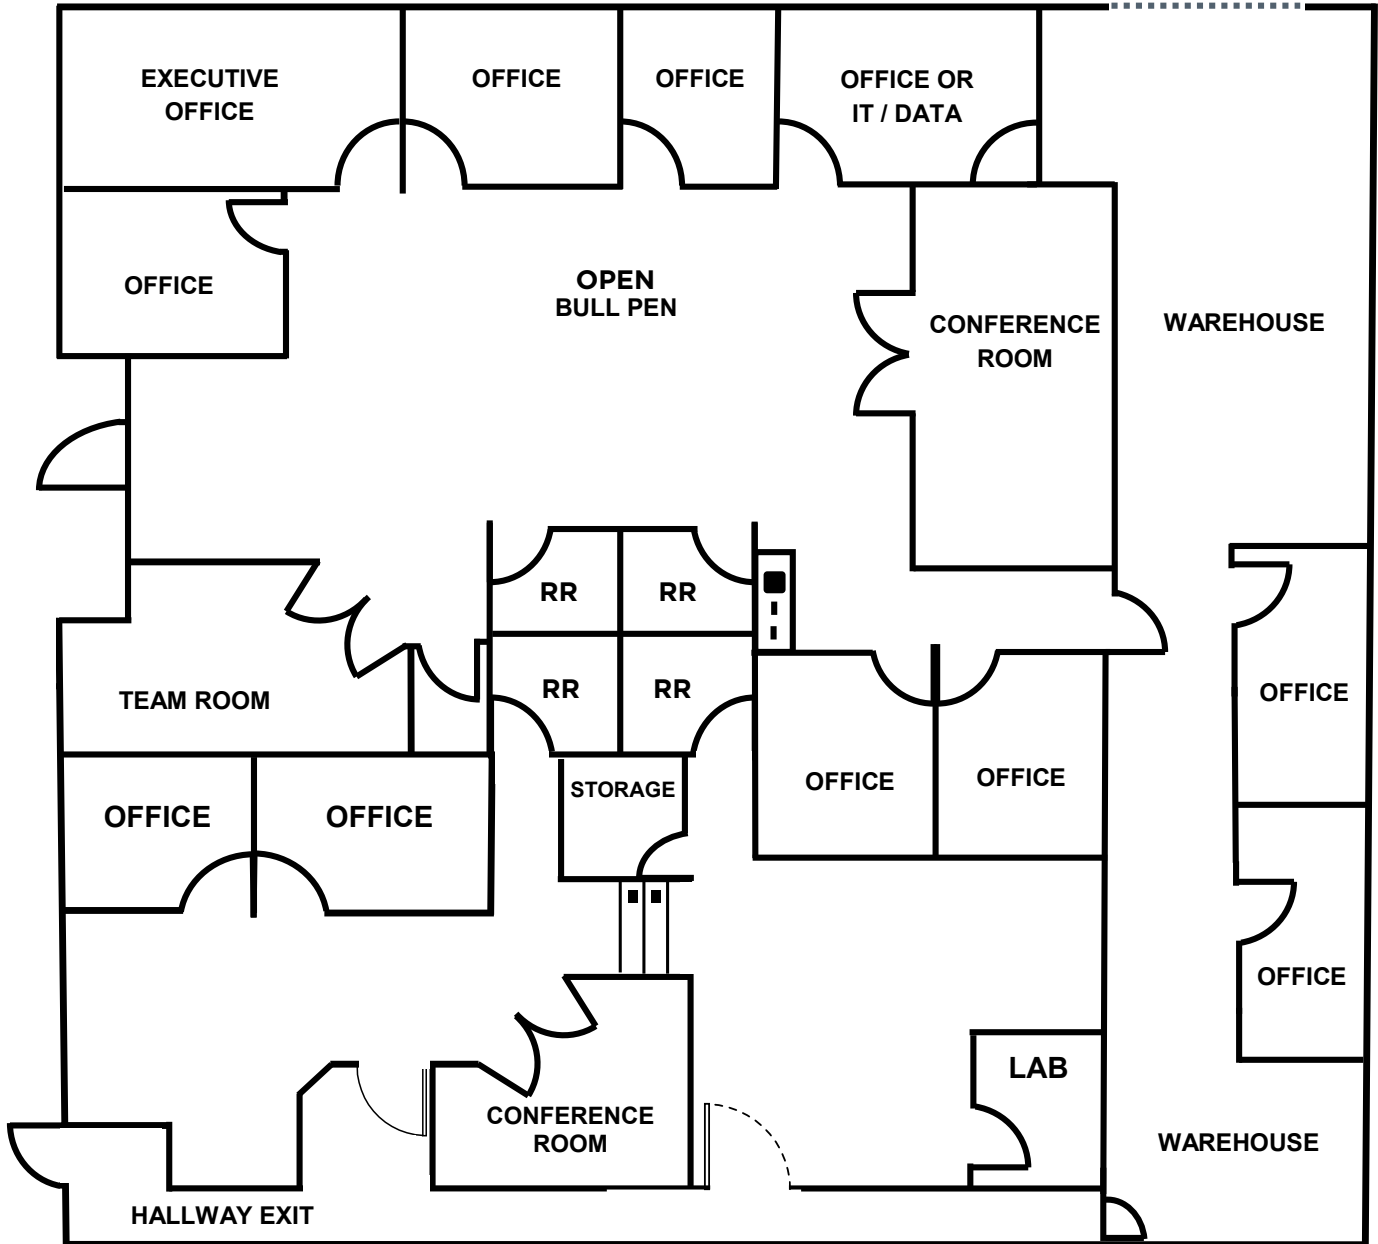 EXECUTIVE
OFFICE
OFFICE
OFFICE
OFFICE OR
IT / DATA
OFFICE
OPEN
BULL PEN
CONFERENCE
ROOM
WAREHOUSE
RR
RR
TEAM ROOM
RR
RR
OFFICE
OFFICE
OFFICE
STORAGE
OFFICE
OFFICE
OFFICE
LAB
CONFERENCE
ROOM
WAREHOUSE
HALLWAY EXIT